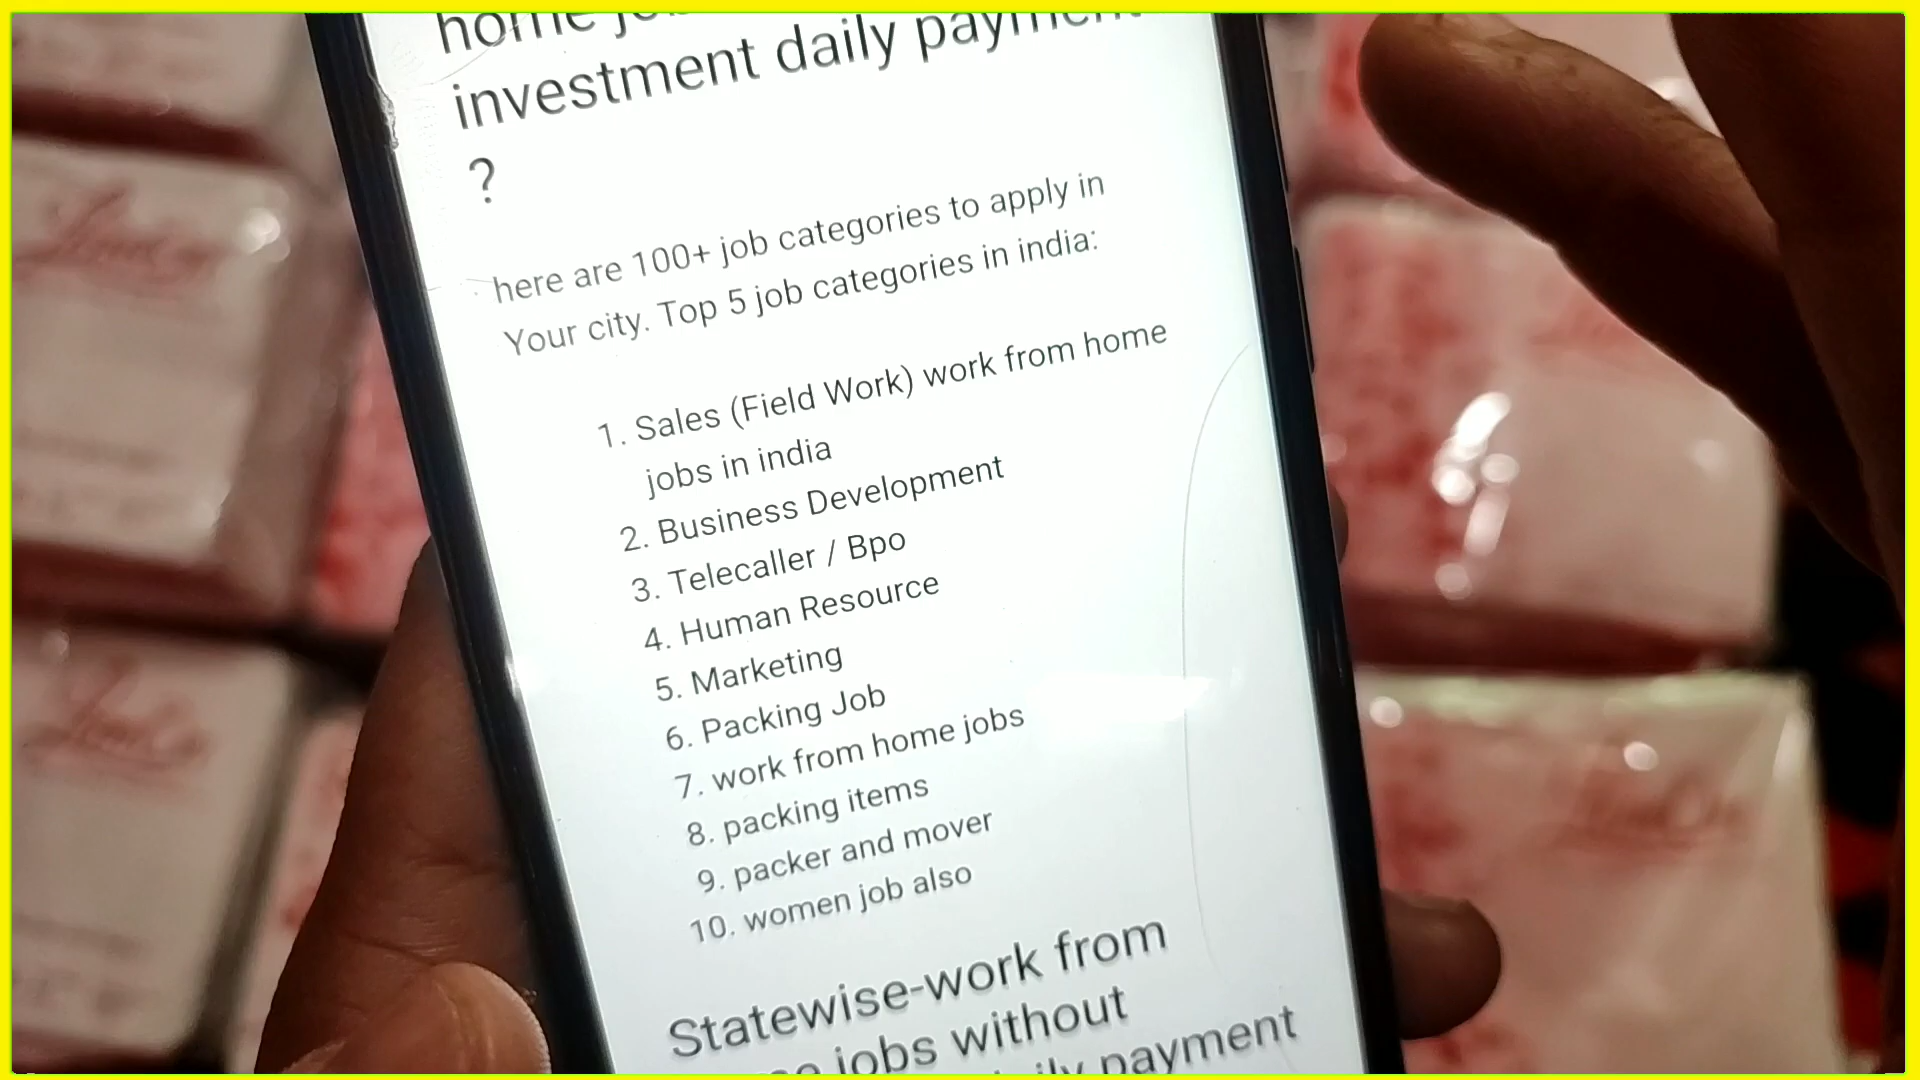 home
investment daily payment
?
here are 100+ job categories to apply in
Your city. Top 5 job categories in india:
1. Sales (Field Work) work from home
jobs in india
2. Business Development
3. Telecaller / Bpo
4. Human Resource
5. Marketing
6. Packing Job
7. work from home jobs
8. packing items
9. packer and mover
10. women job also
Statewise-work from
jobs without
payment